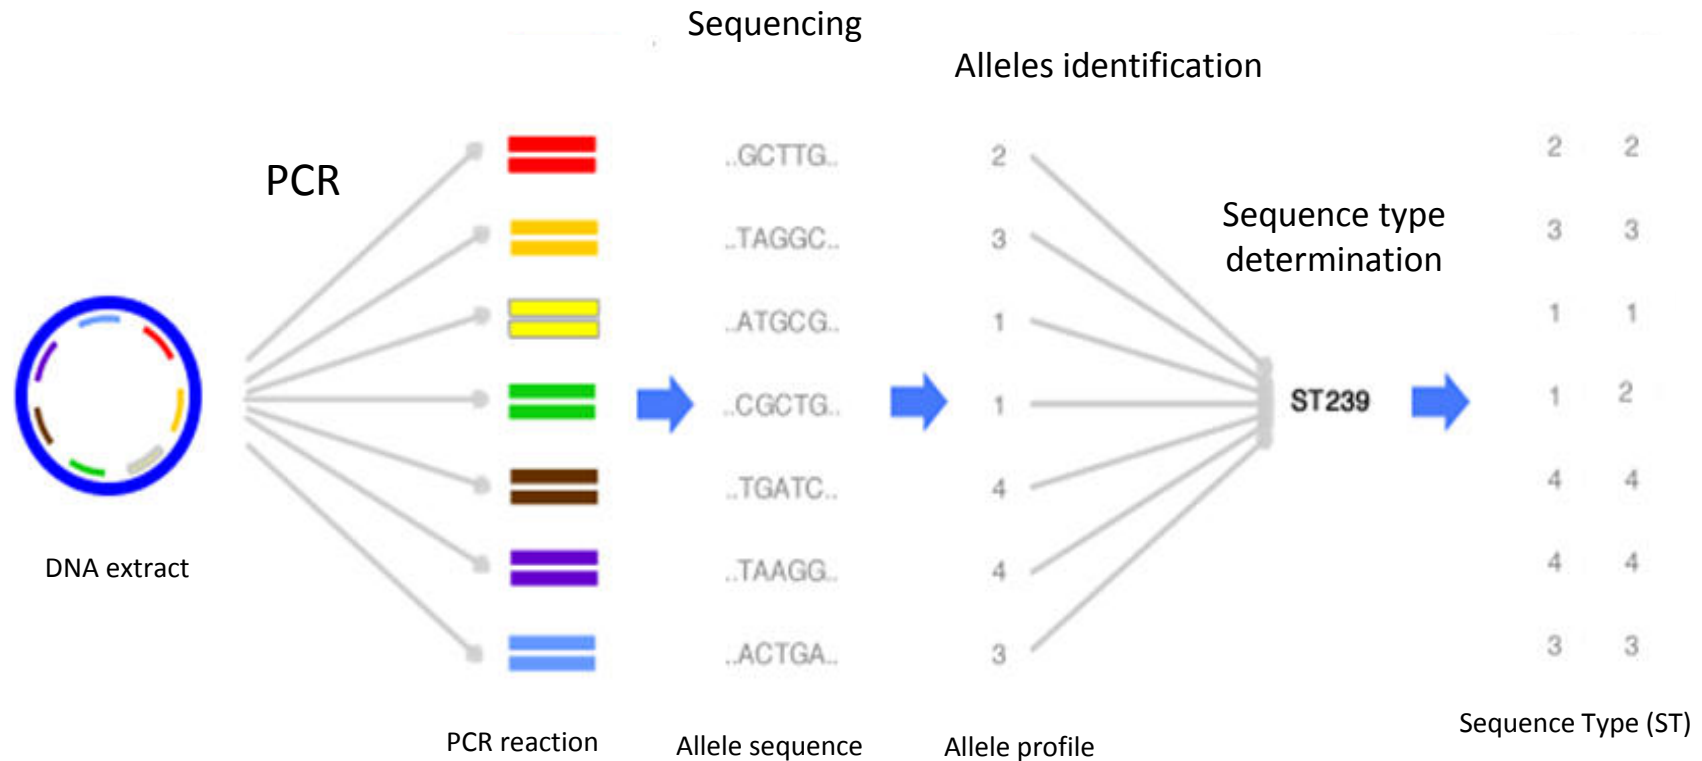 Sequencing
Alleles identification
PCR
Sequence type
determination
..GCTTG.. 2 2 2
..TAGGC.. 3 3 3
..ATGCG.. 1 1 1
..CGCTG.. 1 ST239 1 2
..TGATC.. 4 4 4
..TAAGG.. 4 4 4
..ACTGA.. 3 3 3
DNA extract
PCR reaction
Allele sequence
Allele profile
Sequence Type (ST)